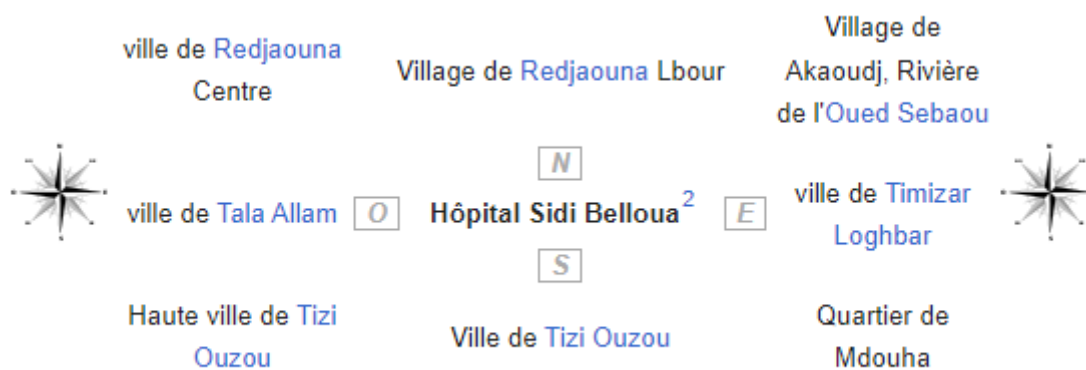 ville de Redjaouna
Centre
Village de Redjaouna Lbour
Village de
Akaoudj, Rivière
de l'Oued Sebaou
N
ville de Tala Allam
O
Hôpital Sidi Belloua2
E
ville de Timizar
Loghbar
S
Haute ville de Tizi
Ouzou
Ville de Tizi Ouzou
Quartier de
Mdouha